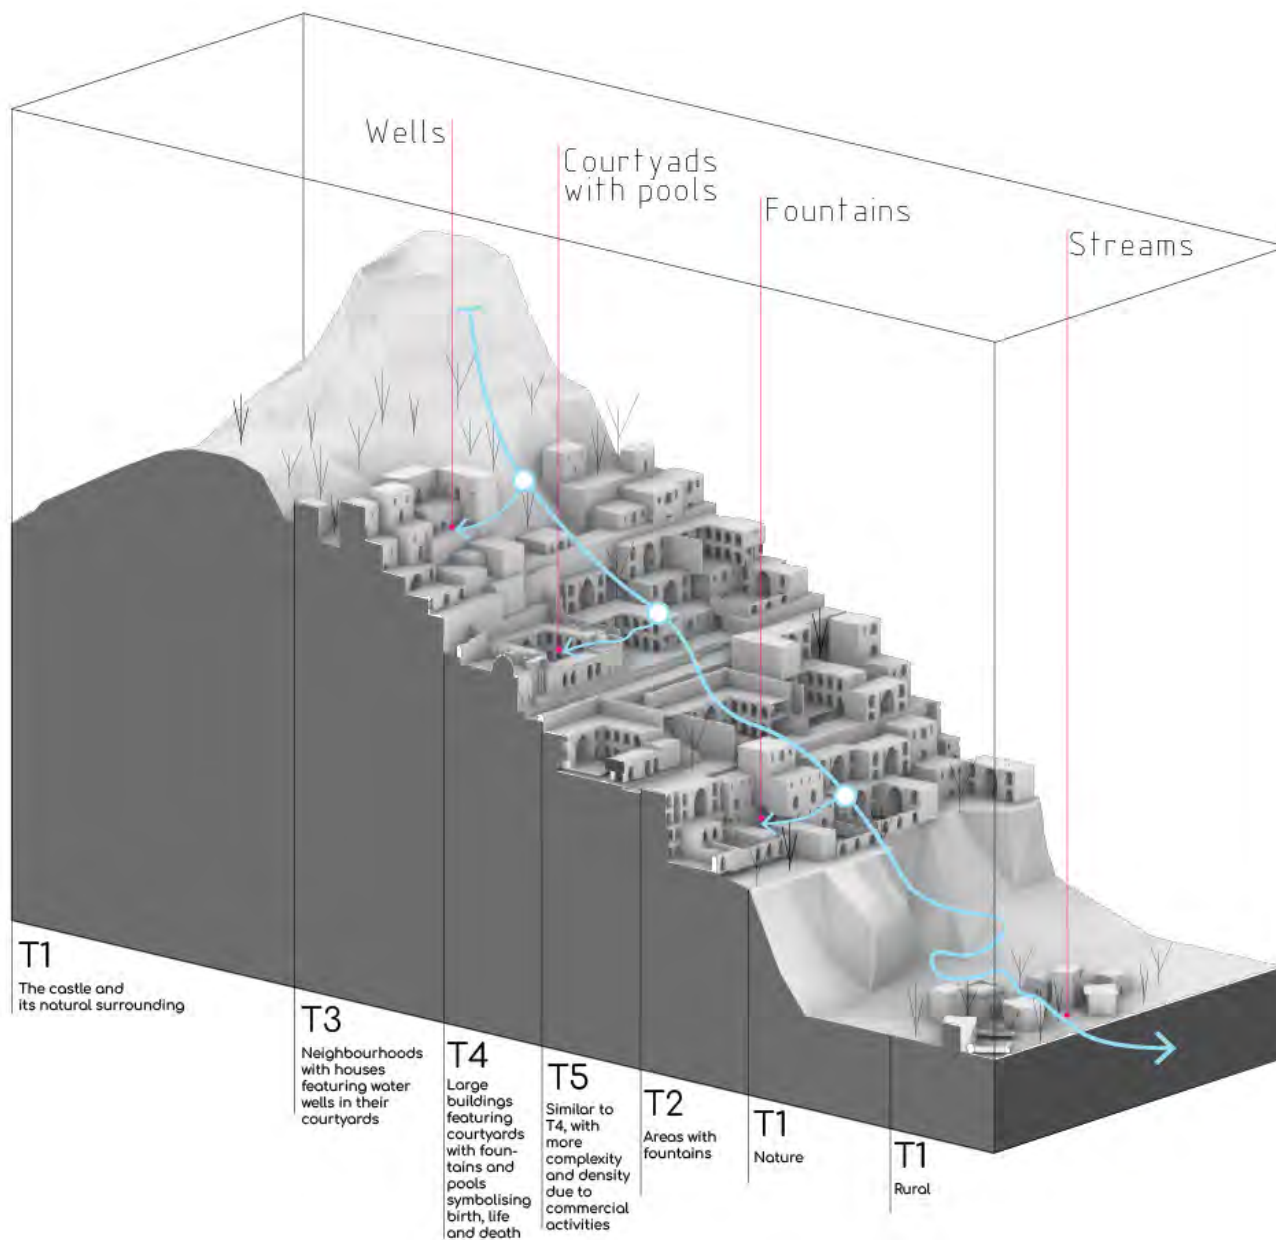 Wells
Courtyads
with pools
Fountains
Streams
T1
The castle and
its natural surrounding
T3
Neighbourhoods
with houses
featuring water
wells in their
courtyards
T4
Large
buildings
featuring
courtyards
with foun-
tains and
pools
symbolising
birth, life
and death
T5
Similar to
T4, with
more
complexity
and density
due to
commercial
activities
T2
Areas with
fountains
T1
Nature
T1
Rural